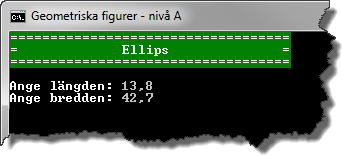 Geometriska figurer - nivå A
===================================
=             Ellips              =
===================================
Ange längden: 13,8
Ange bredden: 42,7